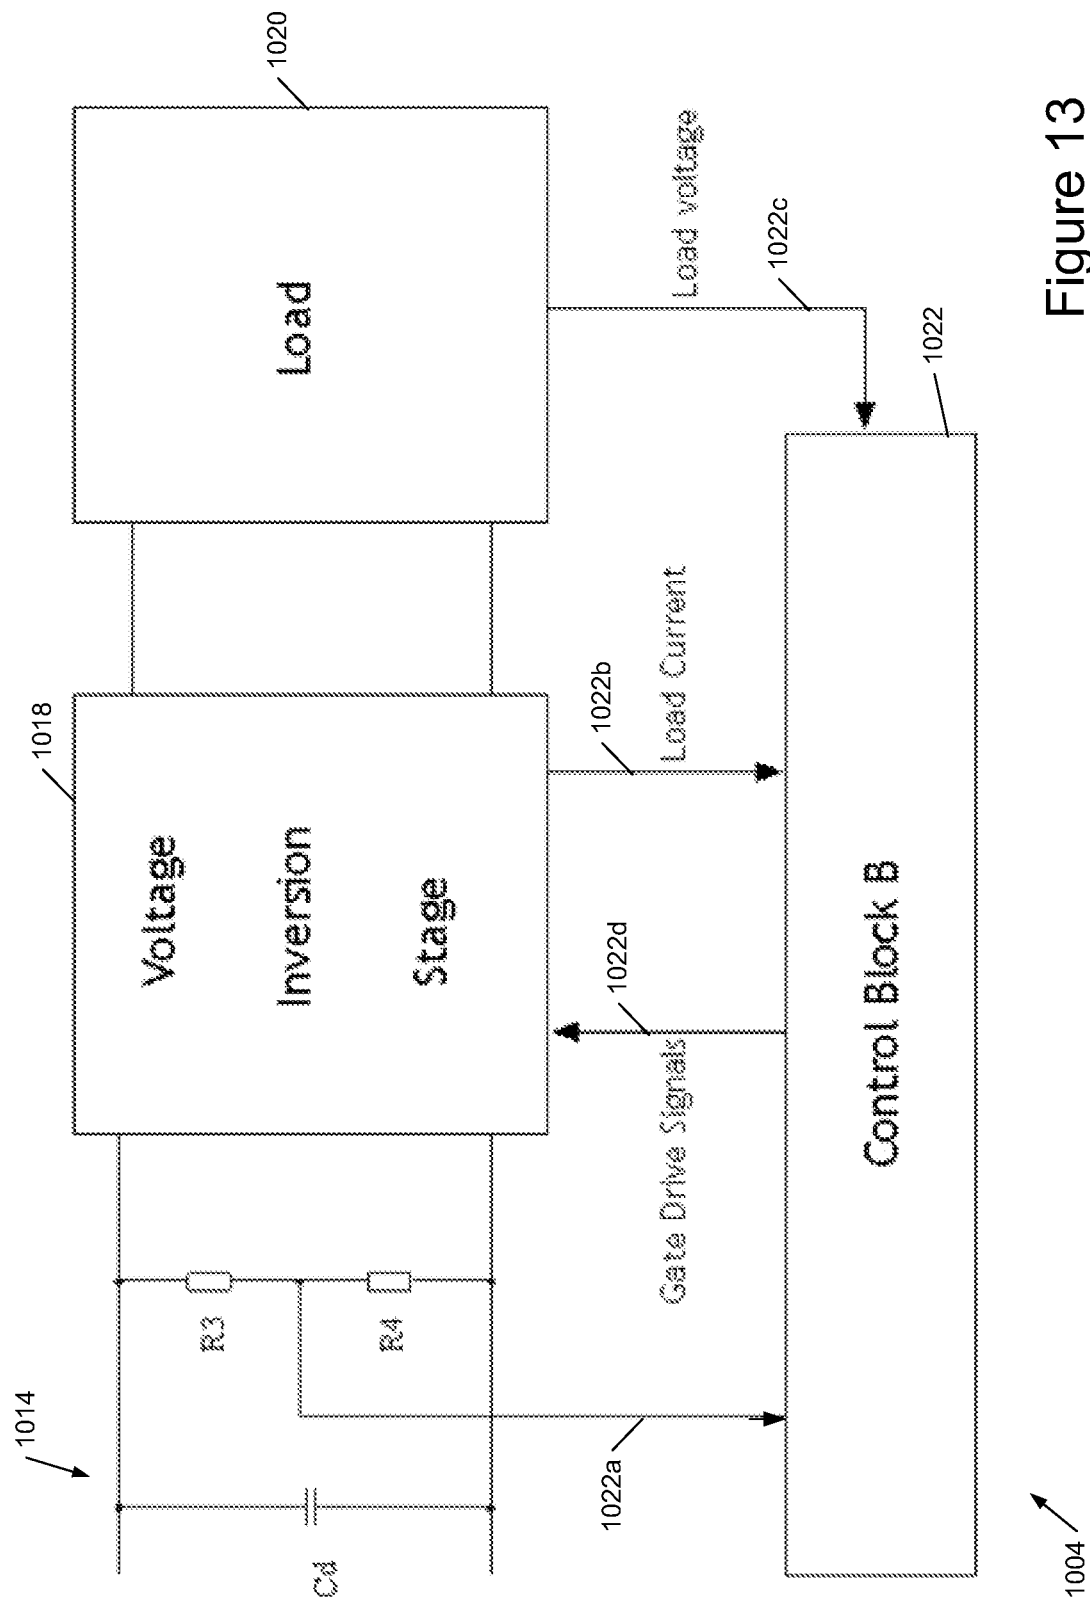 1014
Cd
R3
R4
1018
Voltage
Inversion
Stage
1020
Load
1022a
Gate Drive Signals
1022d
1022b
Load Current
Load voltage
1022c
Control Block B
1022
1004
Figure 13